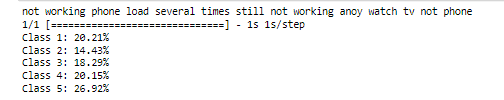 not working phone load several times still not working anoy watch tv not phone
1/1 [==============================] - 1s 1s/step
Class 1: 20.21%
Class 2: 14.43%
Class 3: 18.29%
Class 4: 20.15%
Class 5: 26.92%